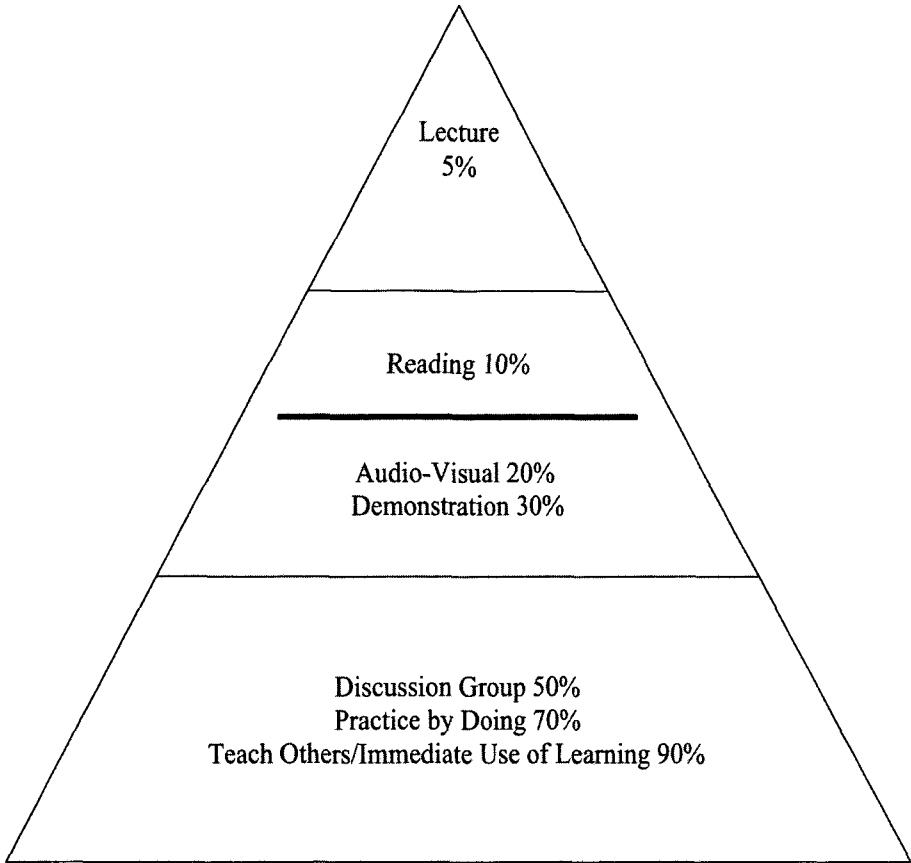 Lecture
5%
Reading 10%
Audio-Visual 20%
Demonstration 30%
Discussion Group 50%
Practice by Doing 70%
Teach Others/Immediate Use of Learning 90%